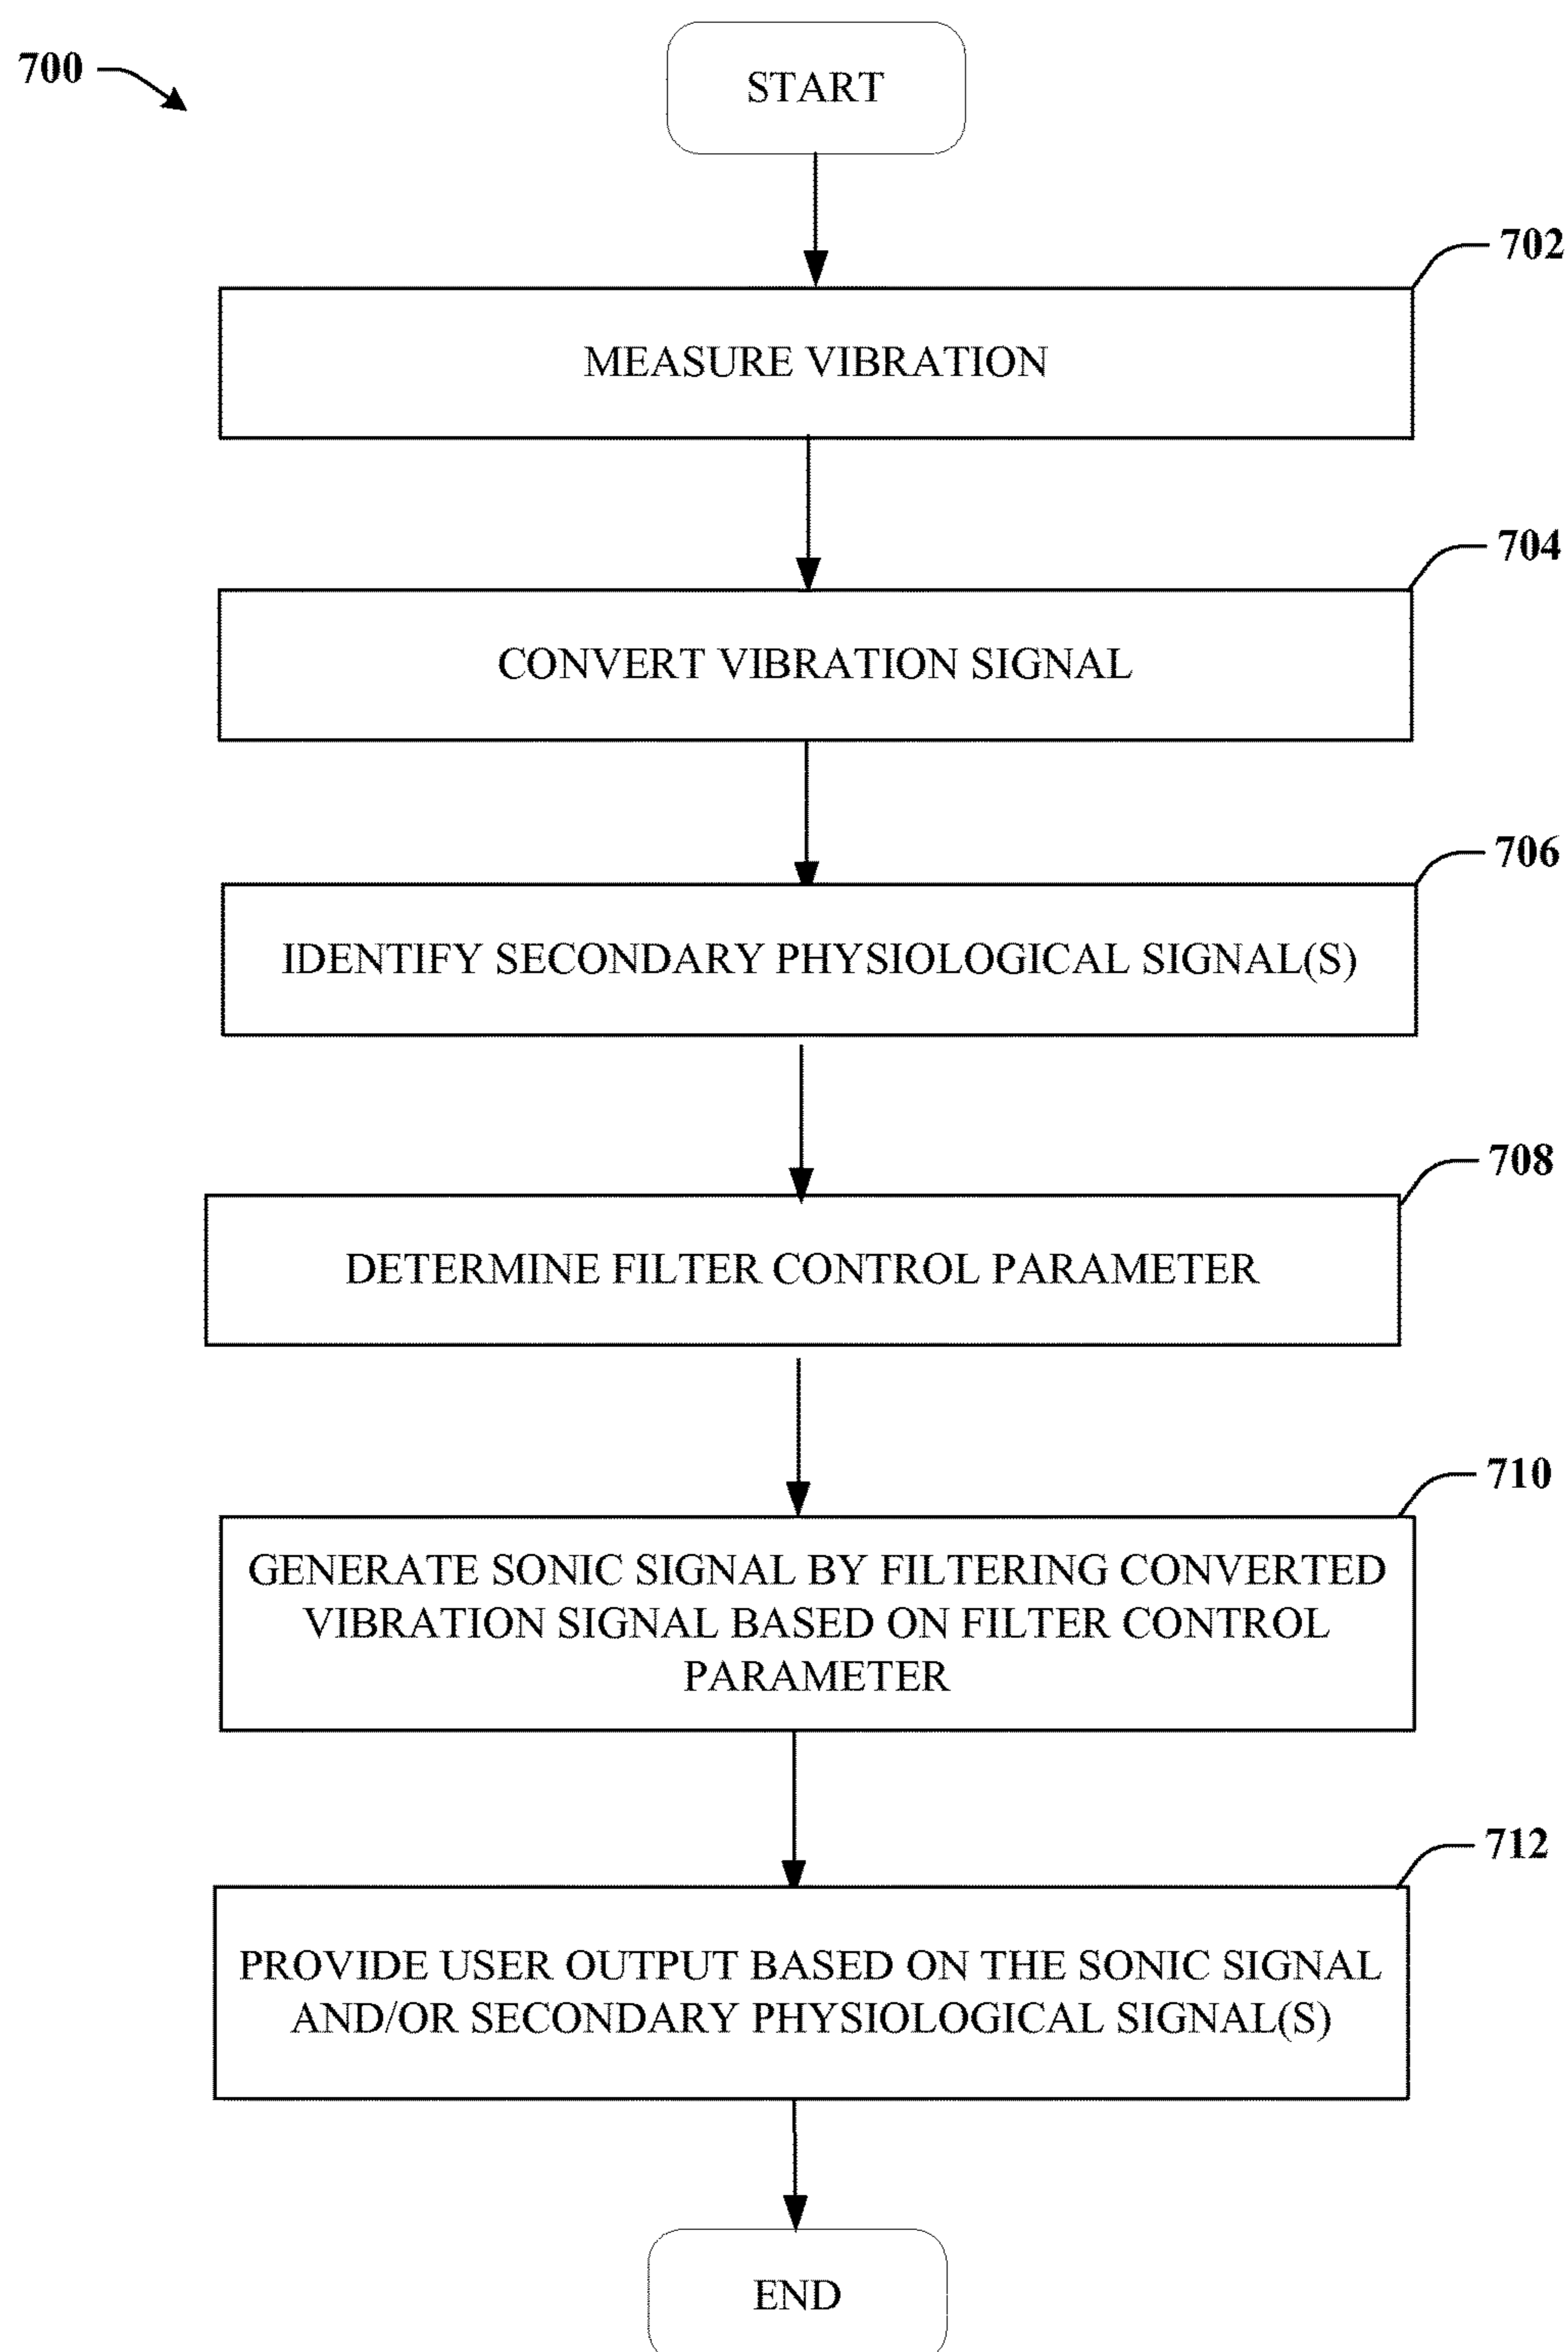 700
START
702
MEASURE VIBRATION
704
CONVERT VIBRATION SIGNAL
706
IDENTIFY SECONDARY PHYSIOLOGICAL SIGNAL(S)
708
DETERMINE FILTER CONTROL PARAMETER
710
GENERATE SONIC SIGNAL BY FILTERING CONVERTED
VIBRATION SIGNAL BASED ON FILTER CONTROL
PARAMETER
712
PROVIDE USER OUTPUT BASED ON THE SONIC SIGNAL
AND/OR SECONDARY PHYSIOLOGICAL SIGNAL(S)
END